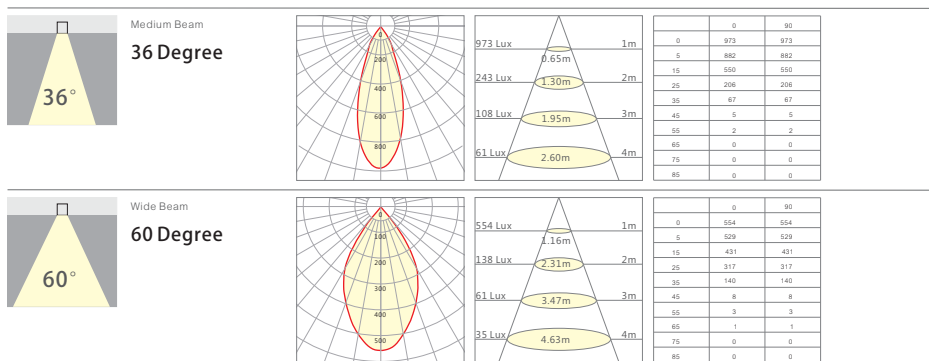 Medium Beam
36 Degree
36°
0
200
400
600
800
973 Lux 1m
0.65m
243 Lux 1.30m 2m
108 Lux 1.95m 3m
61 Lux 2.60m 4m
0 90
0 973 973
5 882 882
15 550 550
25 206 206
35 67 67
45 5 5
55 2 2
65 0 0
75 0 0
85 0 0
Wide Beam
60 Degree
60°
0
100
200
300
400
500
554 Lux 1m
1.16m
138 Lux 2.31m 2m
61 Lux 3.47m 3m
35 Lux 4.63m 4m
0 90
0 554 554
5 529 529
15 431 431
25 317 317
35 140 140
45 8 8
55 3 3
65 1 1
75 0 0
85 0 0